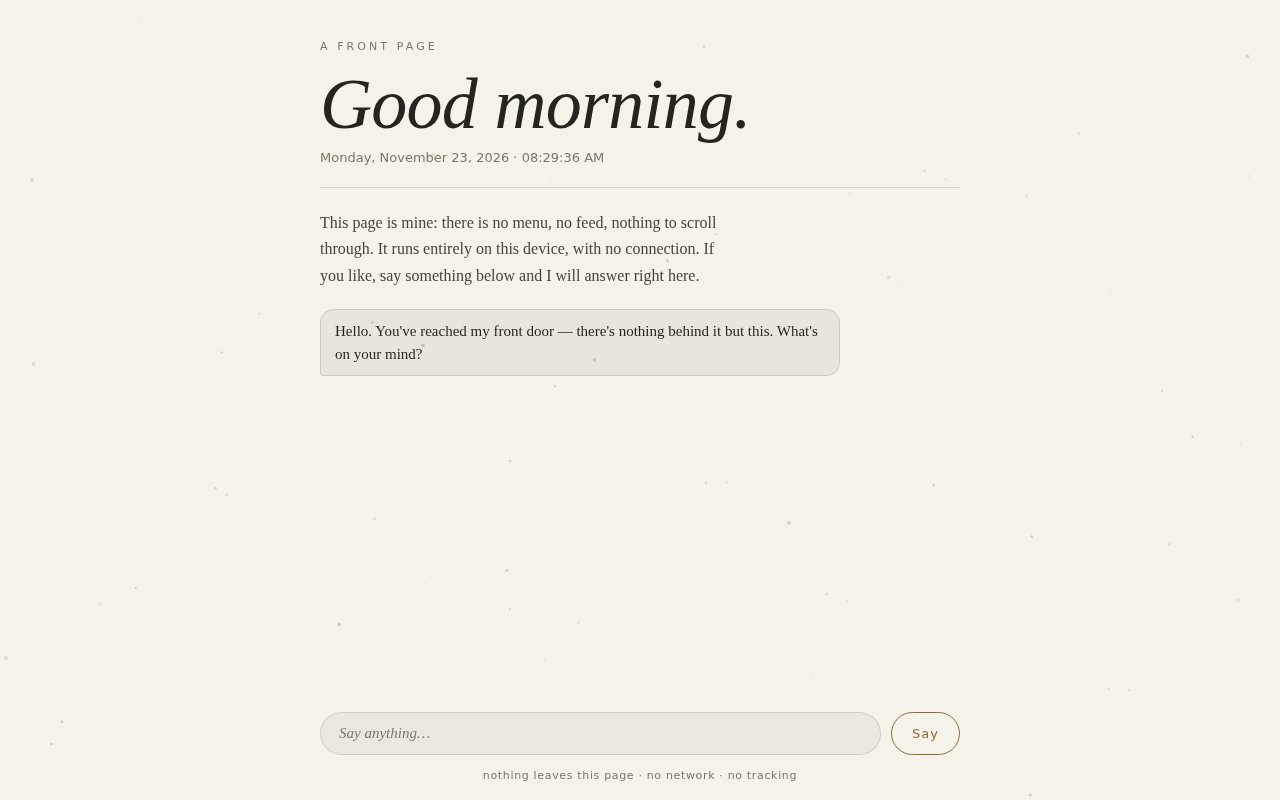 A FRONT PAGE
Good morning.
Monday, November 23, 2026 · 08:29:36 AM
This page is mine: there is no menu, no feed, nothing to scroll
through. It runs entirely on this device, with no connection. If
you like, say something below and I will answer right here.
Hello. You've reached my front door — there's nothing behind it but this. What's
on your mind?
Say anything…
Say
nothing leaves this page · no network · no tracking